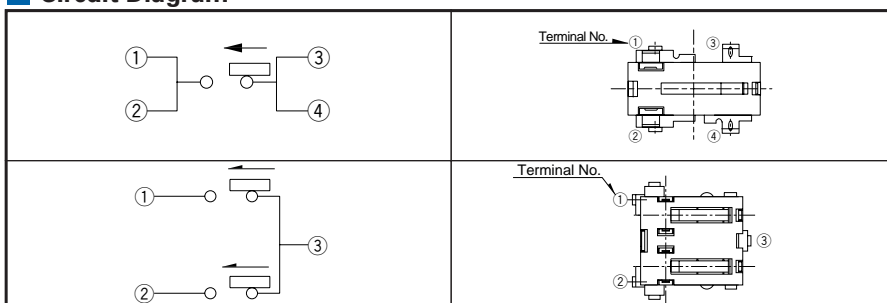 Circuit Diagram
① ③
② ④
Terminal No. ① ③
② ④
① ③
②
Terminal No.
① ③
②